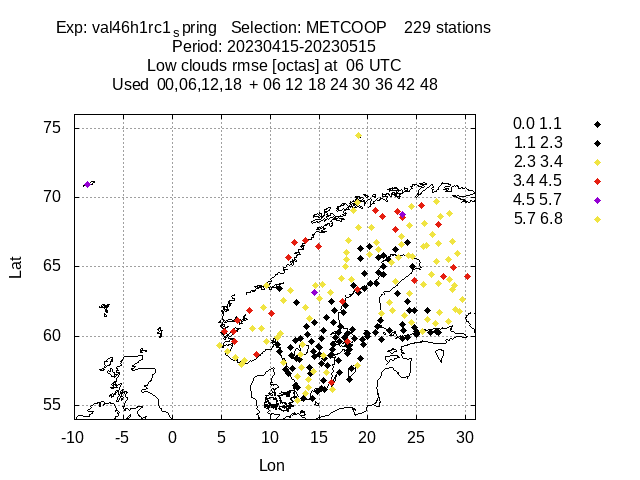 Exp: val46h1rc1spring Selection: METCOOP 229 stations
Period: 20230415-20230515
Low clouds rmse [octas] at 06 UTC
Used 00,06,12,18 + 06 12 18 24 30 36 42 48
0.0 1.1
1.1 2.3
2.3 3.4
3.4 4.5
4.5 5.7
5.7 6.8
75
70
65
60
55
Lat
-10 -5 0 5 10 15 20 25 30
Lon